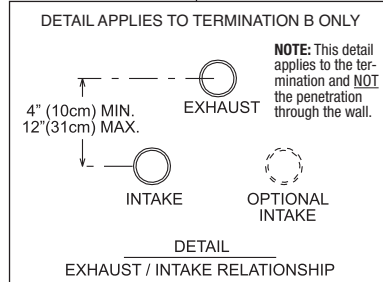 DETAIL APPLIES TO TERMINATION B ONLY
NOTE: This detail
applies to the ter-
mination and NOT
the penetration
through the wall.
EXHAUST
4” (10cm) MIN.
12”(31cm) MAX.
INTAKE
OPTIONAL
INTAKE
DETAIL
EXHAUST / INTAKE RELATIONSHIP